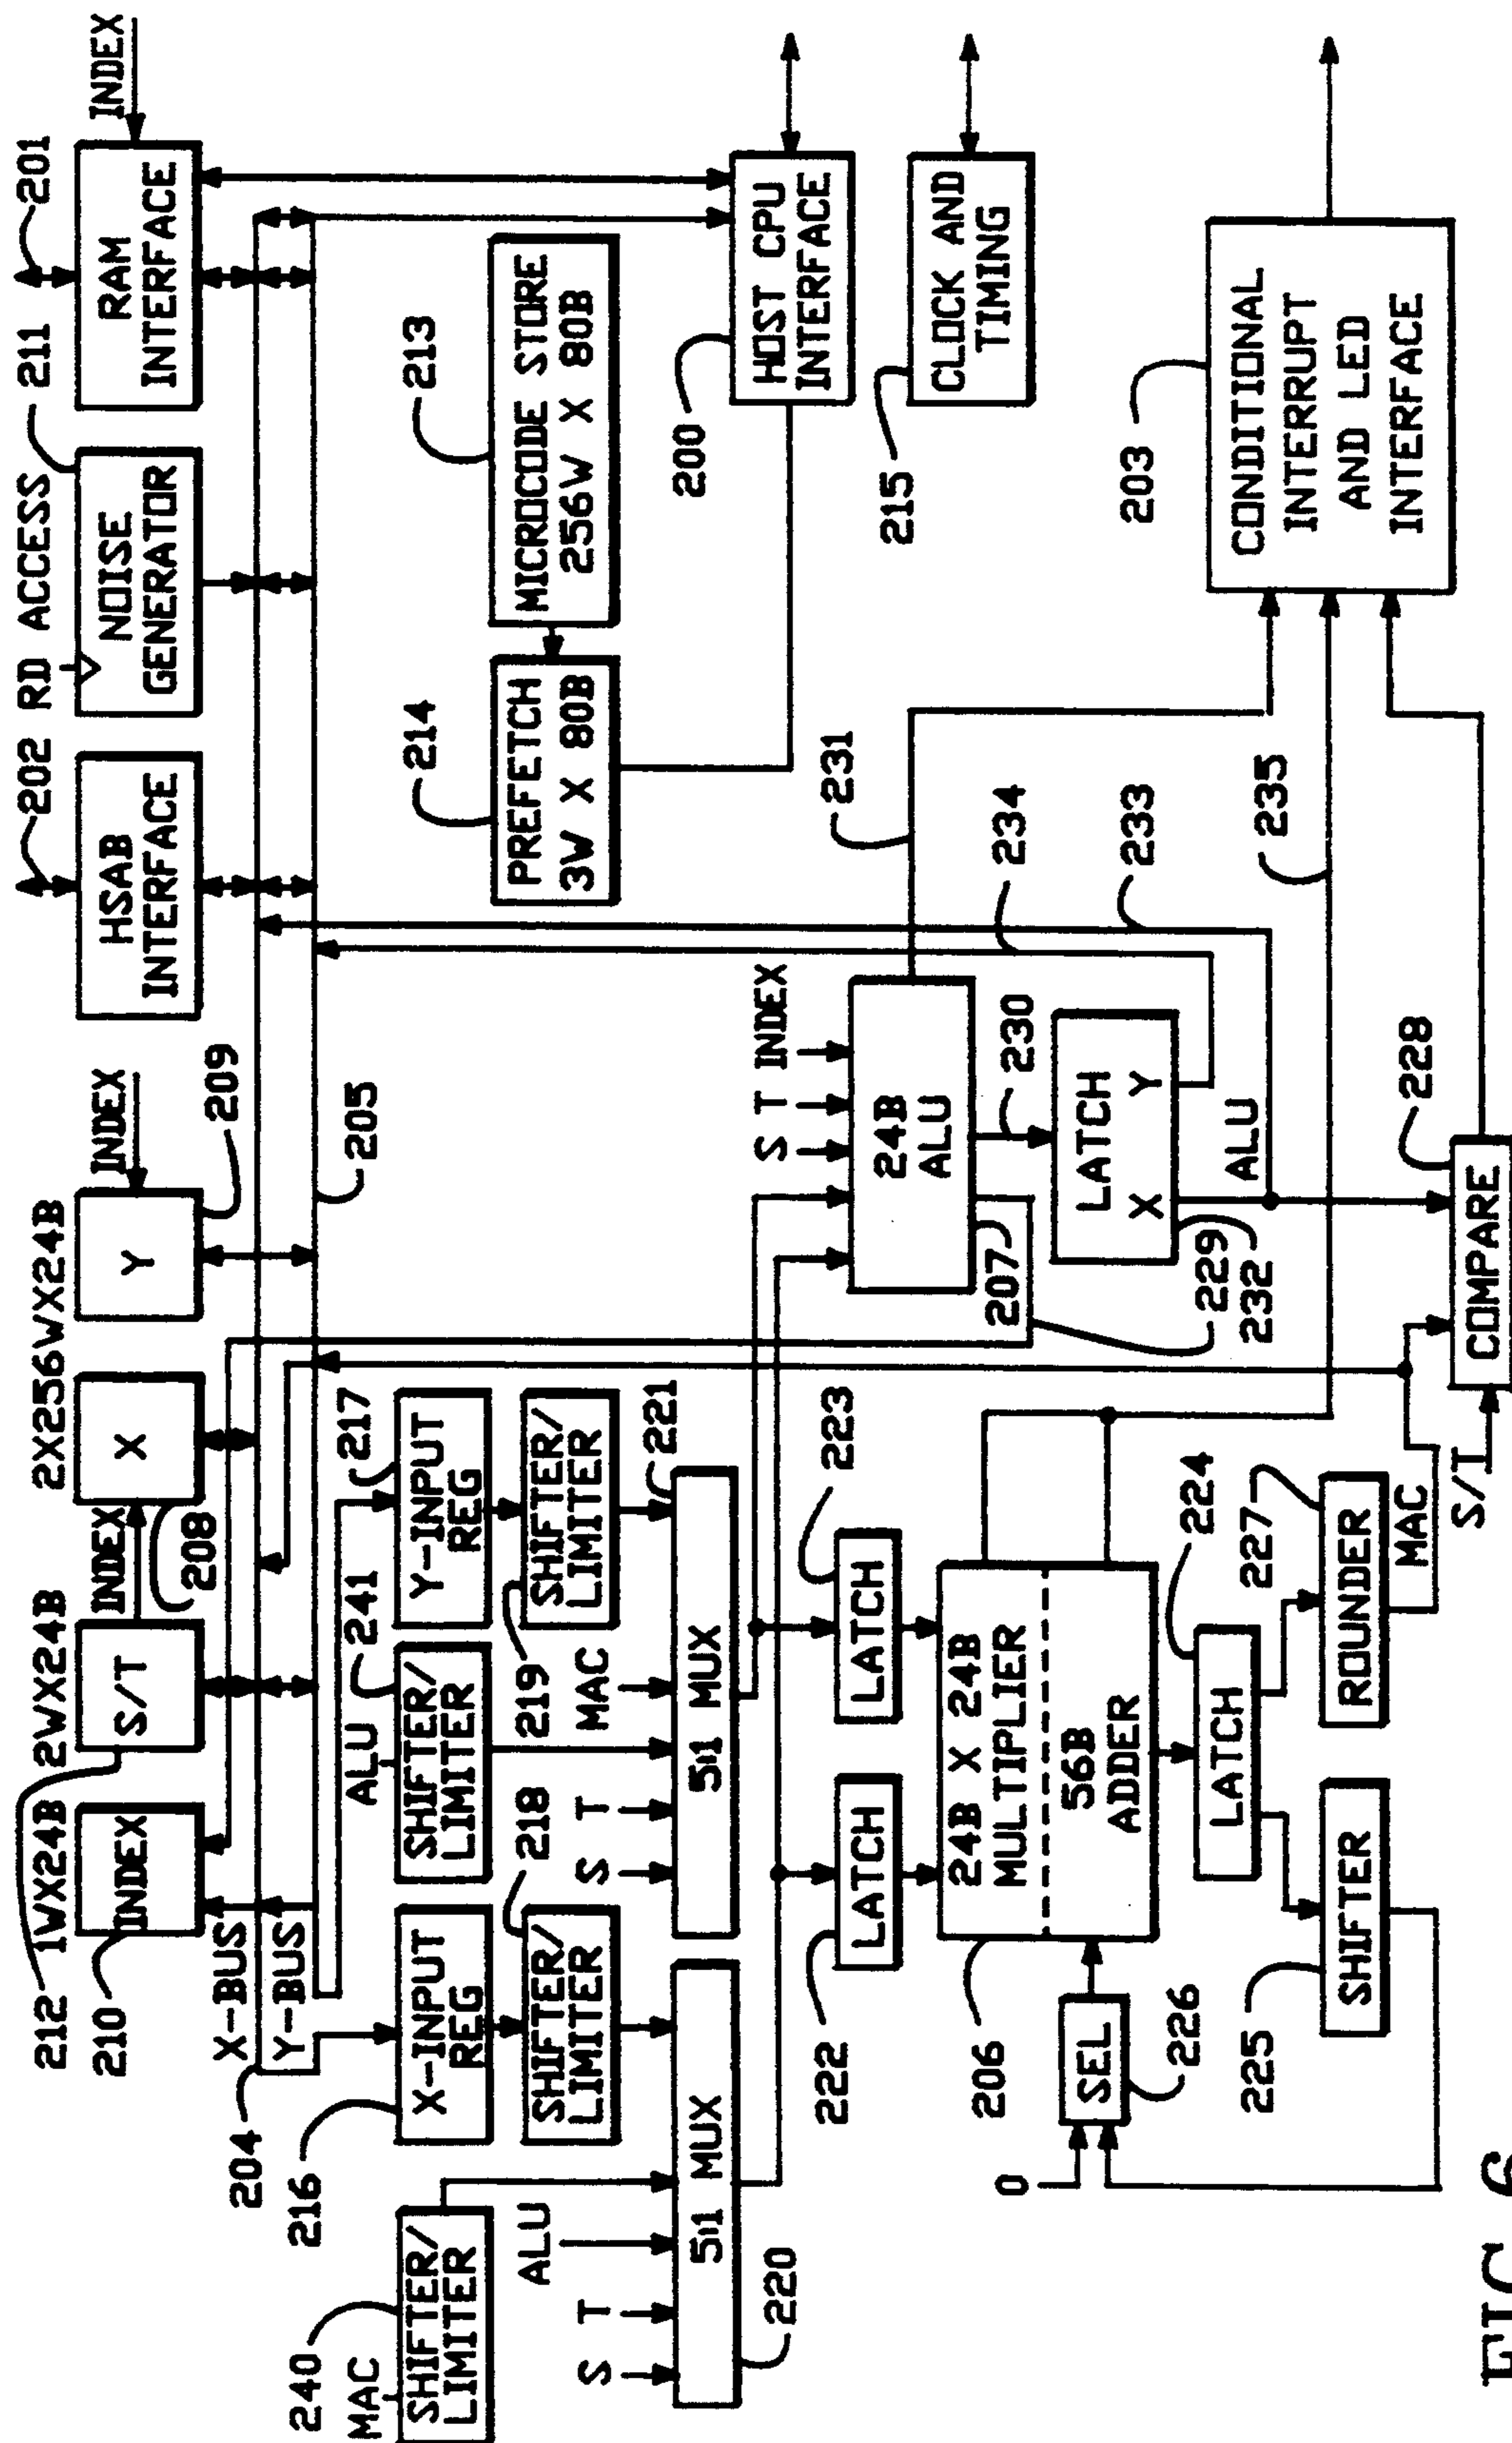 212 1WX24B
2WX24B
2X256WX24B
202
RD ACCESS
211
201
INDEX
S/T
INDEX
X
Y
INDEX
HSAB
INTERFACE
NOISE
GENERATOR
RAM
INTERFACE
INDEX
210
208
209
X-BUS
Y-BUS
204
205
216
241
217
240
MAC
SHIFTER/
LIMITER
X-INPUT
REG
ALU
SHIFTER/
LIMITER
Y-INPUT
REG
214
213
PREFETCH
3W X 80B
MICROCODE STORE
256W X 80B
SHIFTER/
LIMITER
218
219
SHIFTER/
LIMITER
221
S T
ALU
S T
MAC
5:1 MUX
5:1 MUX
220
200
HOST CPU
INTERFACE
S T INDEX
231
222
LATCH
LATCH
223
24B
ALU
207
230
234
215
CLOCK AND
TIMING
206
24B X 24B
MULTIPLIER
56B
ADDER
LATCH
X Y
229
232
ALU
233
0
SEL
226
LATCH
224
235
203
CONDITIONAL
INTERRUPT
AND LED
INTERFACE
225
SHIFTER
227
ROUNDER
MAC
S/T
COMPARE
228
FIG 6